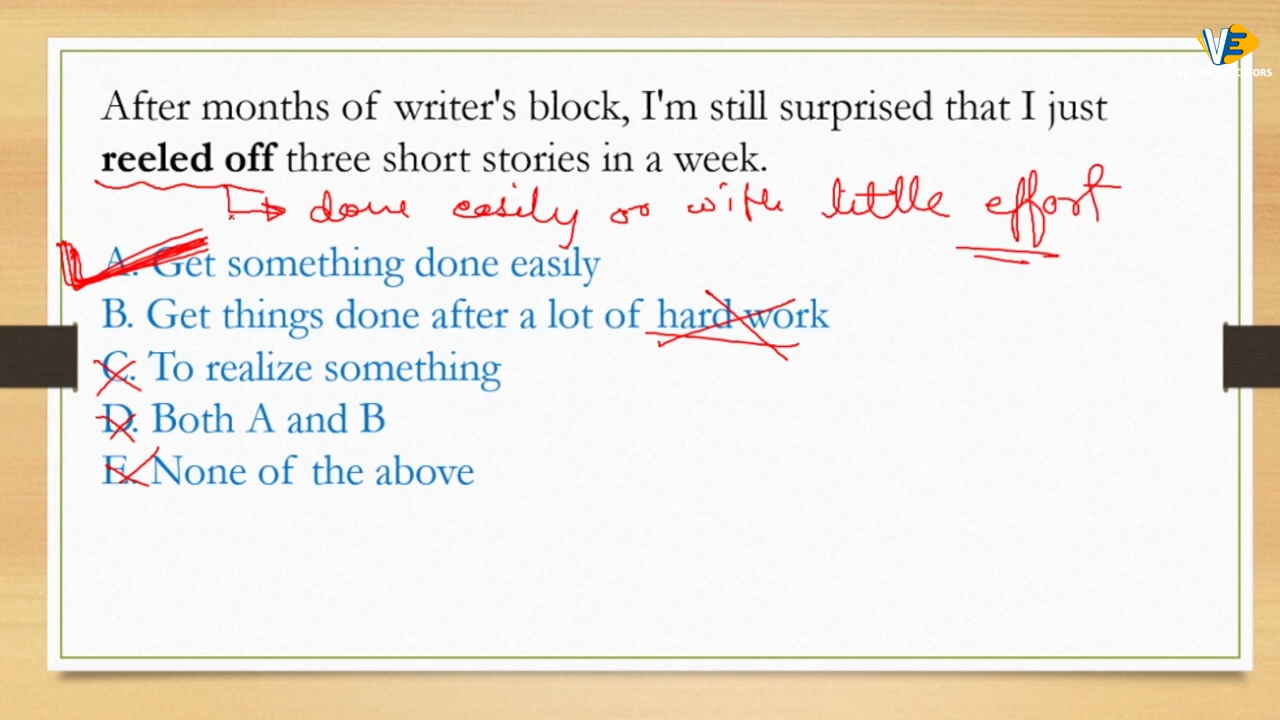 VE
After months of writer's block, I'm still surprised that I just
reeled off three short stories in a week.
done easily or with little effort
A. Get something done easily
B. Get things done after a lot of hard work
C. To realize something
D. Both A and B
E. None of the above